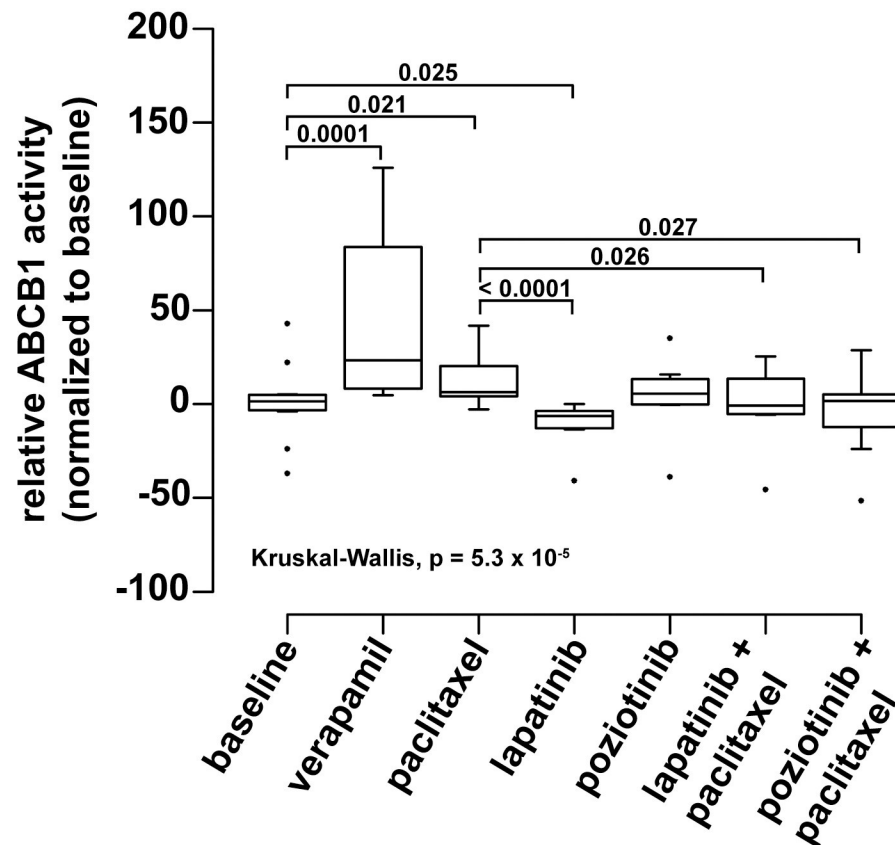 relative ABCB1 activity
(normalized to baseline)
200
150
100
50
0
-50
-100
0.025
0.021
0.0001
0.027
0.026
< 0.0001
Kruskal-Wallis, p = 5.3 x 10⁻⁵
baseline
verapamil
paclitaxel
lapatinib
poziotinib
lapatinib +
paclitaxel
poziotinib +
paclitaxel